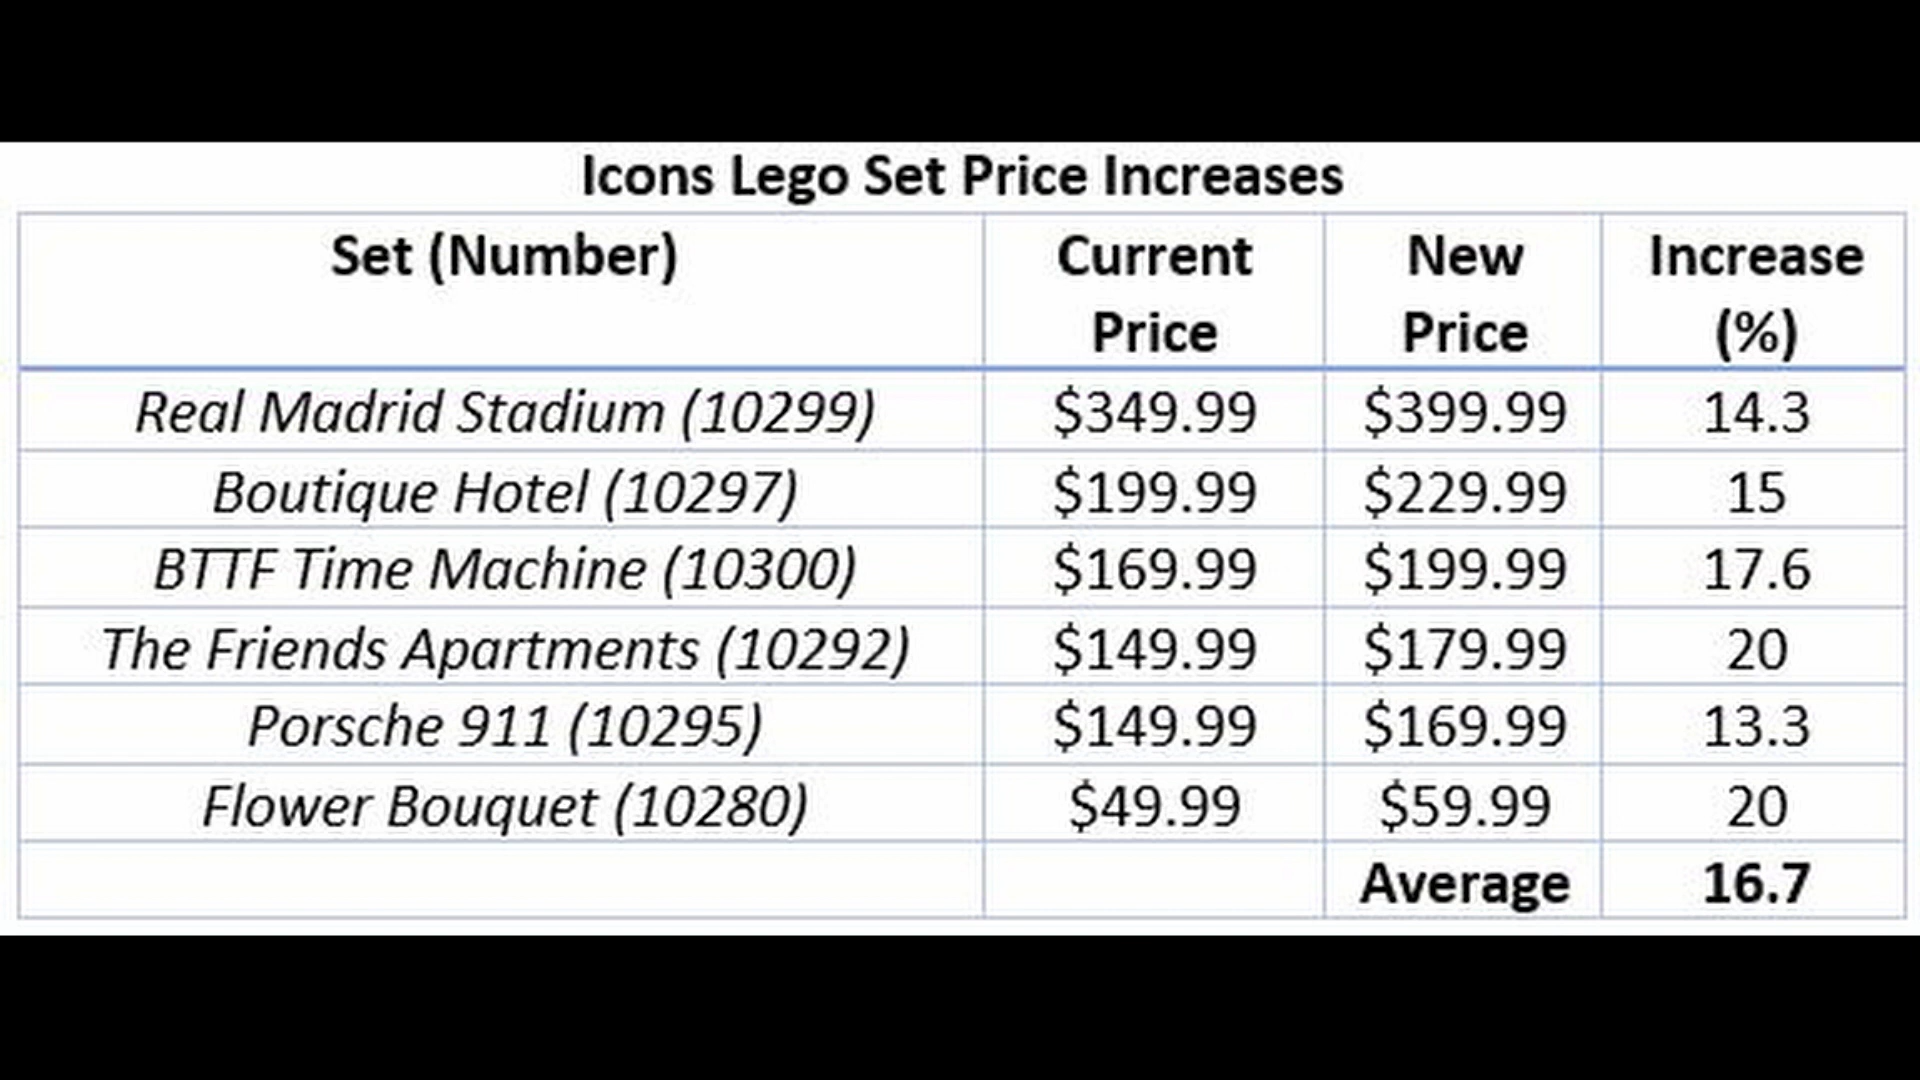 Icons Lego Set Price Increases
Set (Number) Current Price New Price Increase (%)
Real Madrid Stadium (10299) $349.99 $399.99 14.3
Boutique Hotel (10297) $199.99 $229.99 15
BTTF Time Machine (10300) $169.99 $199.99 17.6
The Friends Apartments (10292) $149.99 $179.99 20
Porsche 911 (10295) $149.99 $169.99 13.3
Flower Bouquet (10280) $49.99 $59.99 20
Average 16.7